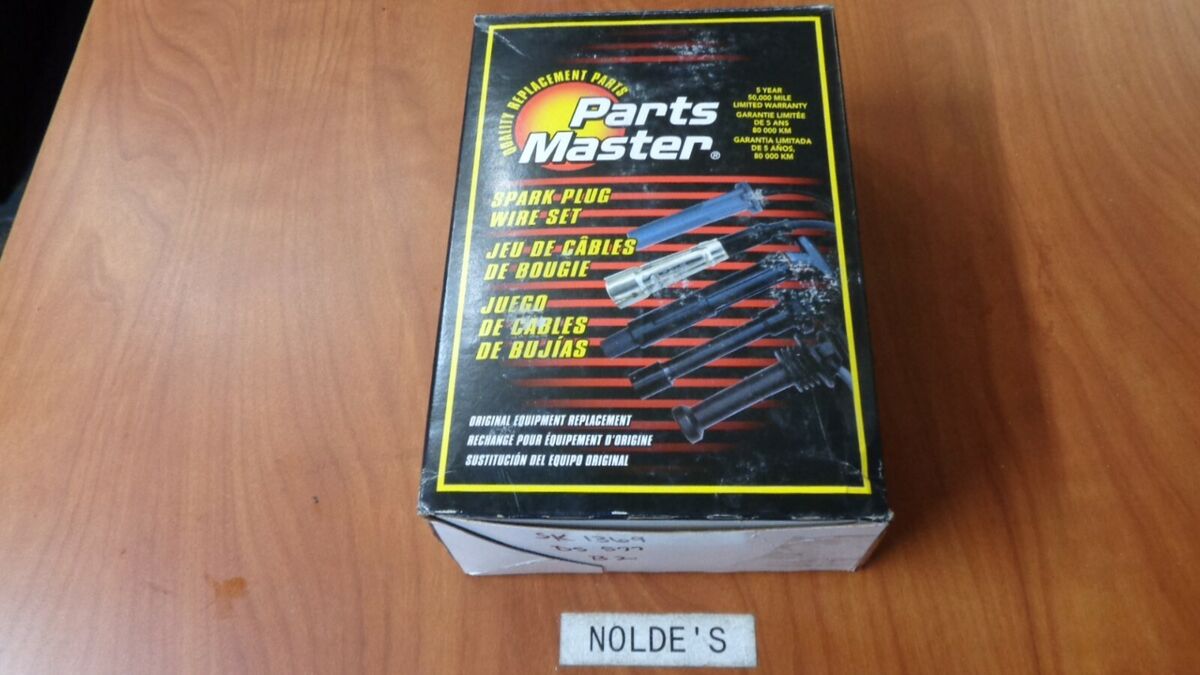 QUALITY REPLACEMENT PARTS
Parts
Master®
5 YEAR
50,000 MILE
LIMITED WARRANTY
GARANTIE LIMITÉE
DE 5 ANS
80 000 KM
GARANTIA LIMITADA
DE 5 AÑOS,
80 000 KM
SPARK PLUG
WIRE SET
JEU DE CÂBLES
DE BOUGIE
JUEGO
DE CABLES
DE BUJÍAS
ORIGINAL EQUIPMENT REPLACEMENT
RECHANGE POUR ÉQUIPEMENT D'ORIGINE
SUSTITUCIÓN DEL EQUIPO ORIGINAL
SK 1369
NOLDE'S